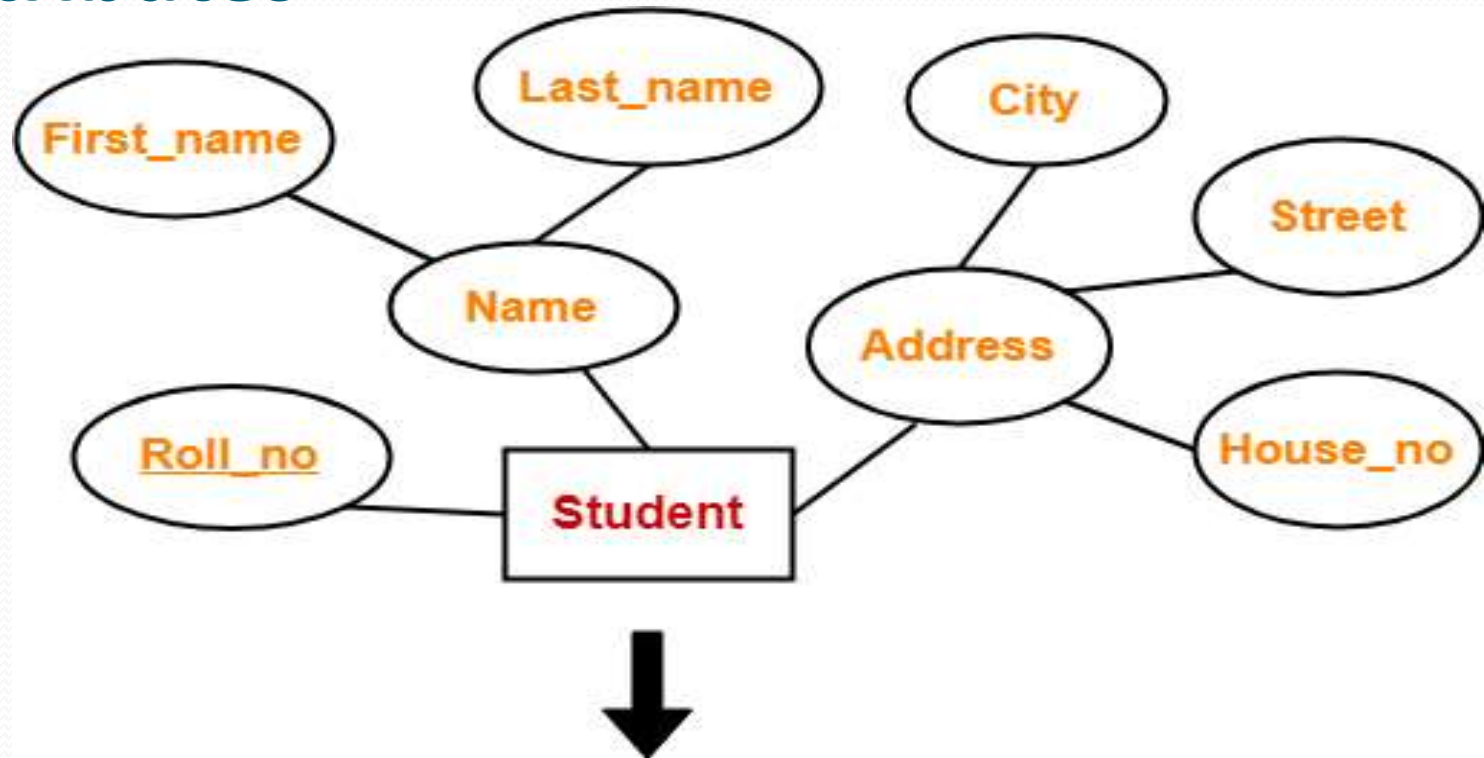 Last_name
City
First_name
Street
Name
Address
House_no
Roll_no
Student